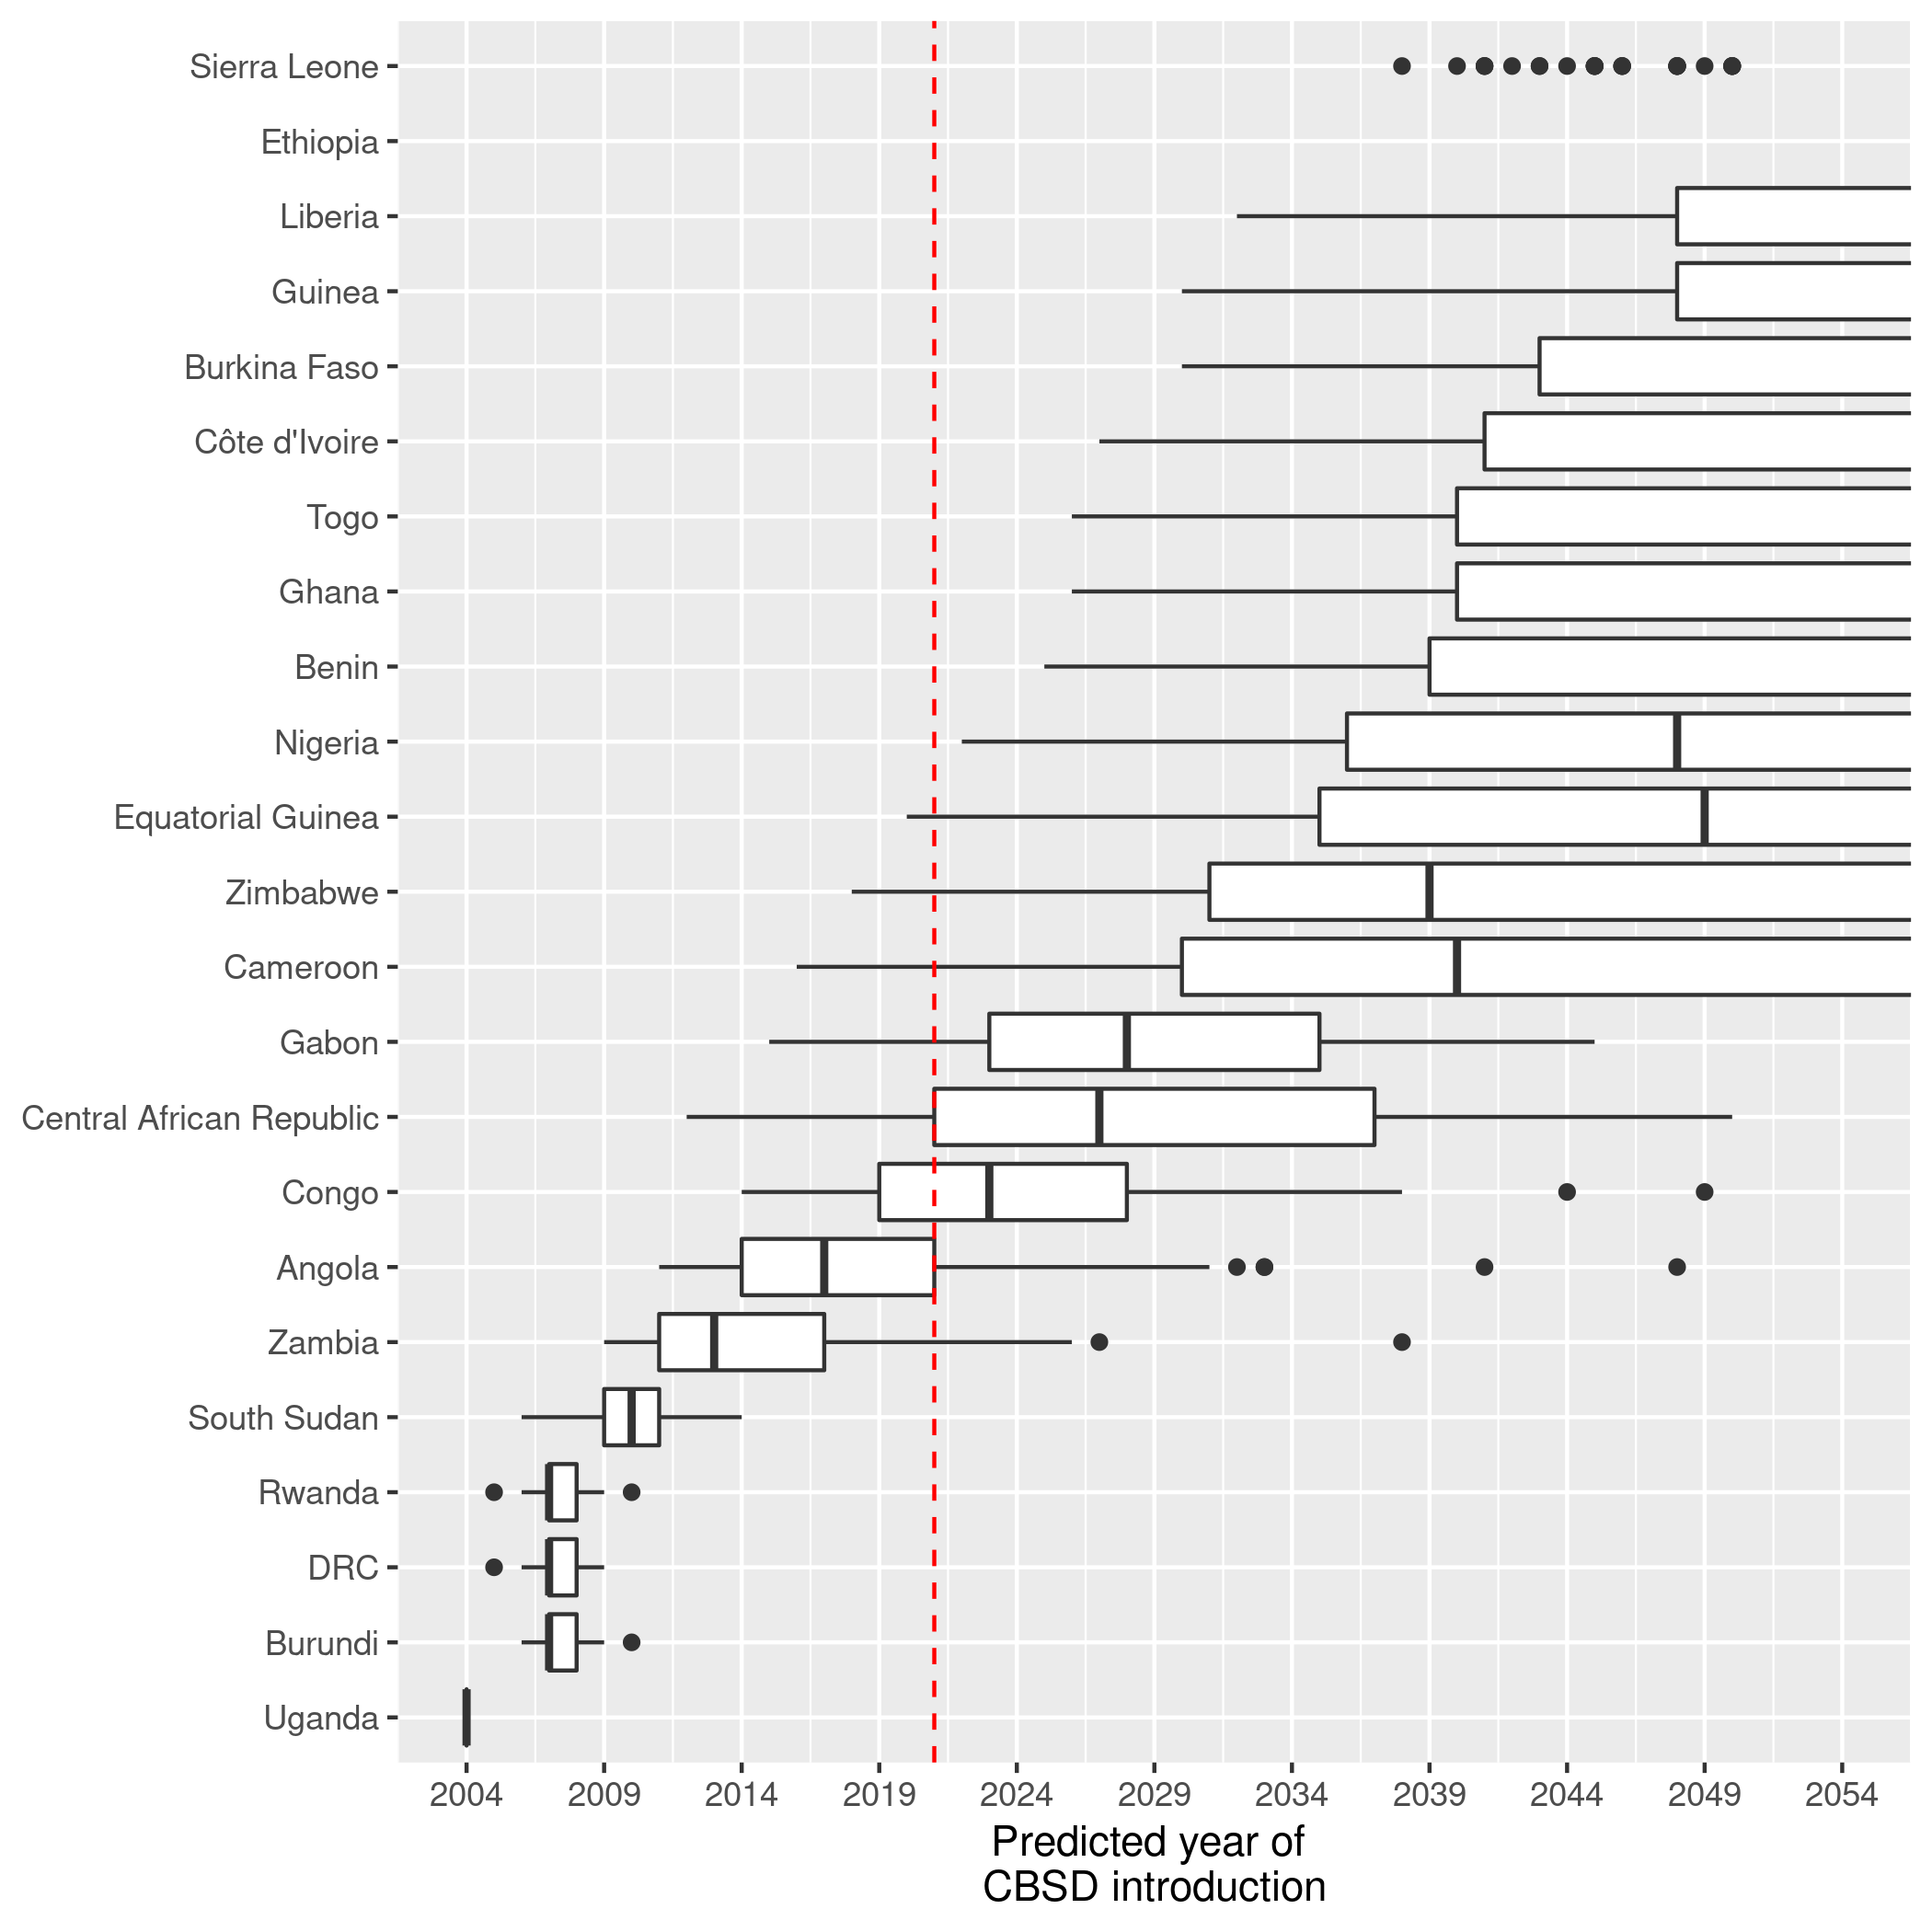 Sierra Leone
Ethiopia
Liberia
Guinea
Burkina Faso
Côte d'Ivoire
Togo
Ghana
Benin
Nigeria
Equatorial Guinea
Zimbabwe
Cameroon
Gabon
Central African Republic
Congo
Angola
Zambia
South Sudan
Rwanda
DRC
Burundi
Uganda
2004 2009 2014 2019 2024 2029 2034 2039 2044 2049 2054
Predicted year of
CBSD introduction